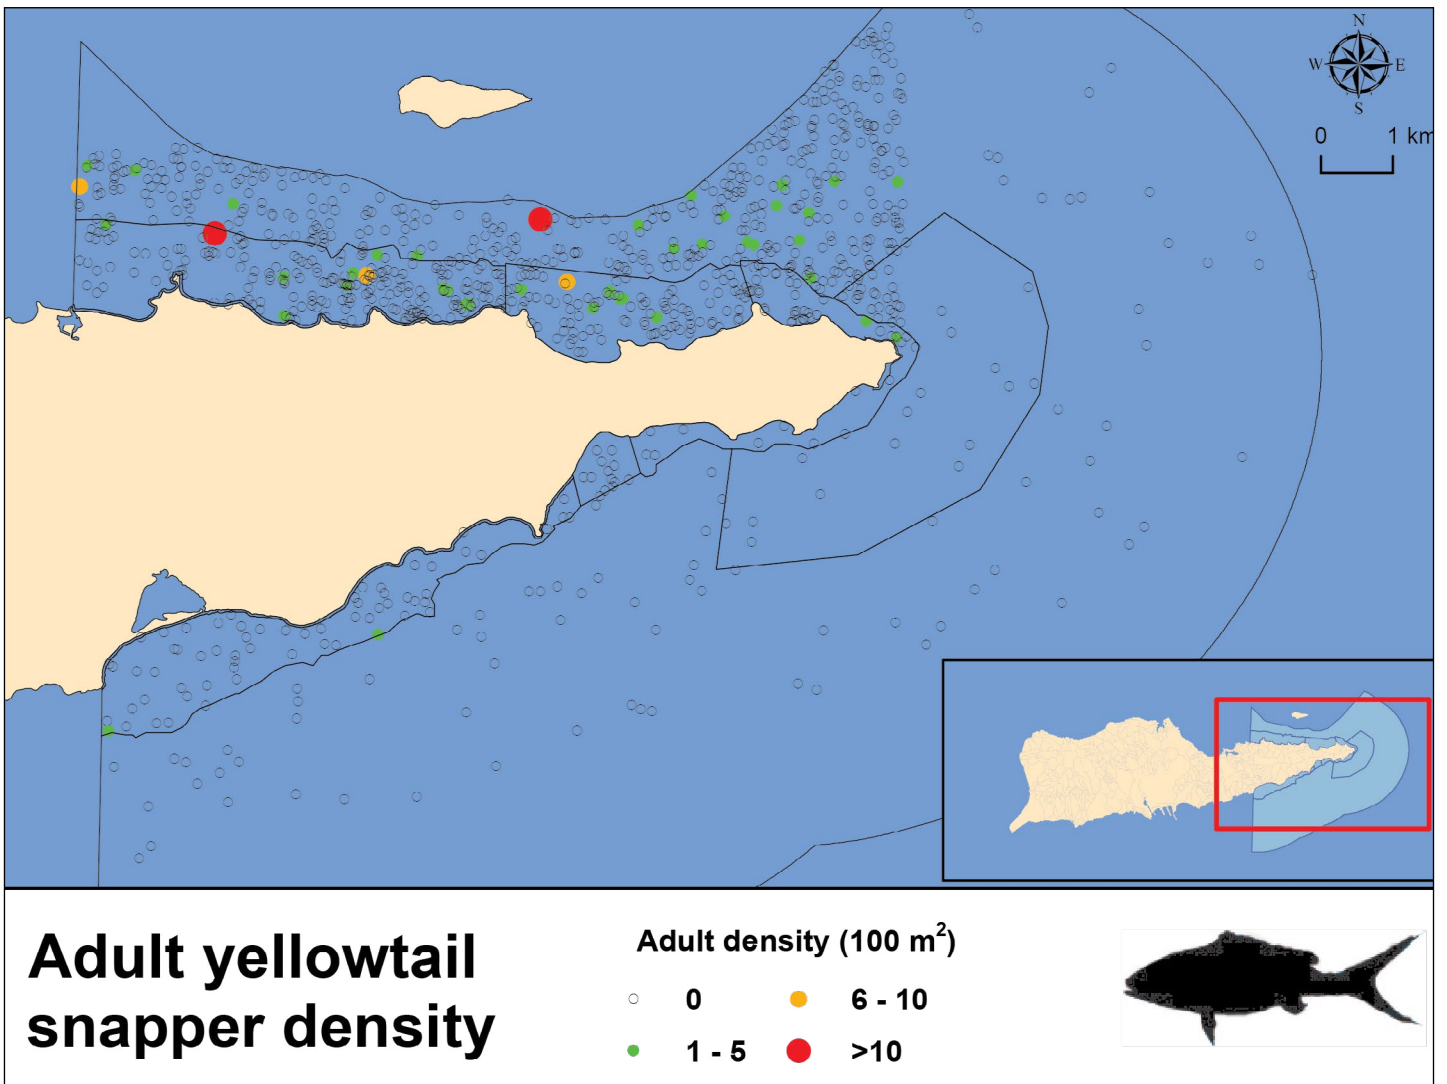 N
W E
S
0 1 km
Adult yellowtail
snapper density
Adult density (100 m²)
0 6 - 10
1 - 5 >10